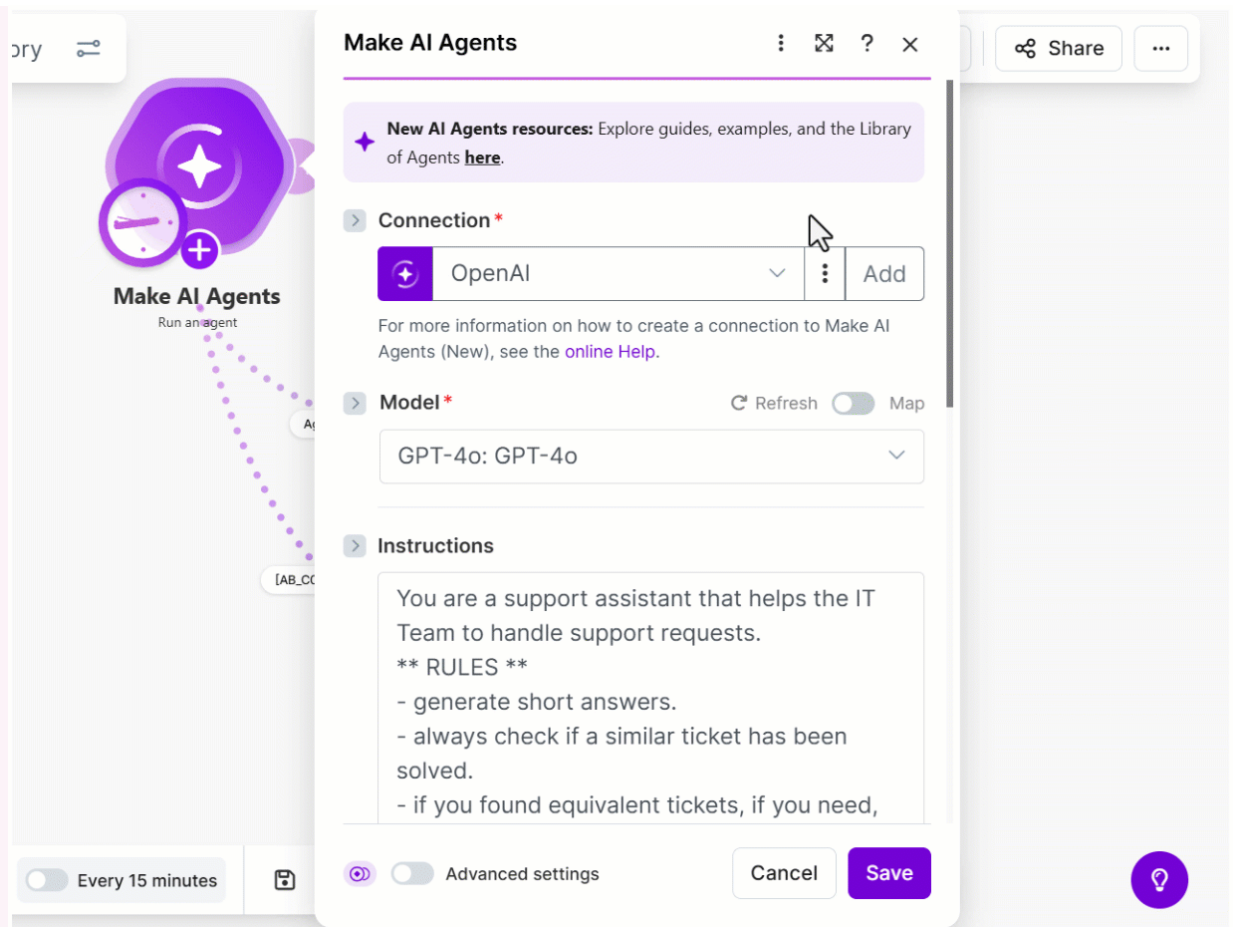 ory
Make AI Agents
?
Share
New AI Agents resources: Explore guides, examples, and the Library
of Agents here.
Connection*
OpenAI
Add
For more information on how to create a connection to Make AI
Agents (New), see the online Help.
Make AI Agents
Run an agent
Model*
Refresh
Map
GPT-4o: GPT-4o
Instructions
You are a support assistant that helps the IT
Team to handle support requests.
** RULES **
- generate short answers.
- always check if a similar ticket has been
solved.
- if you found equivalent tickets, if you need,
[AB_CO
Every 15 minutes
Advanced settings
Cancel
Save